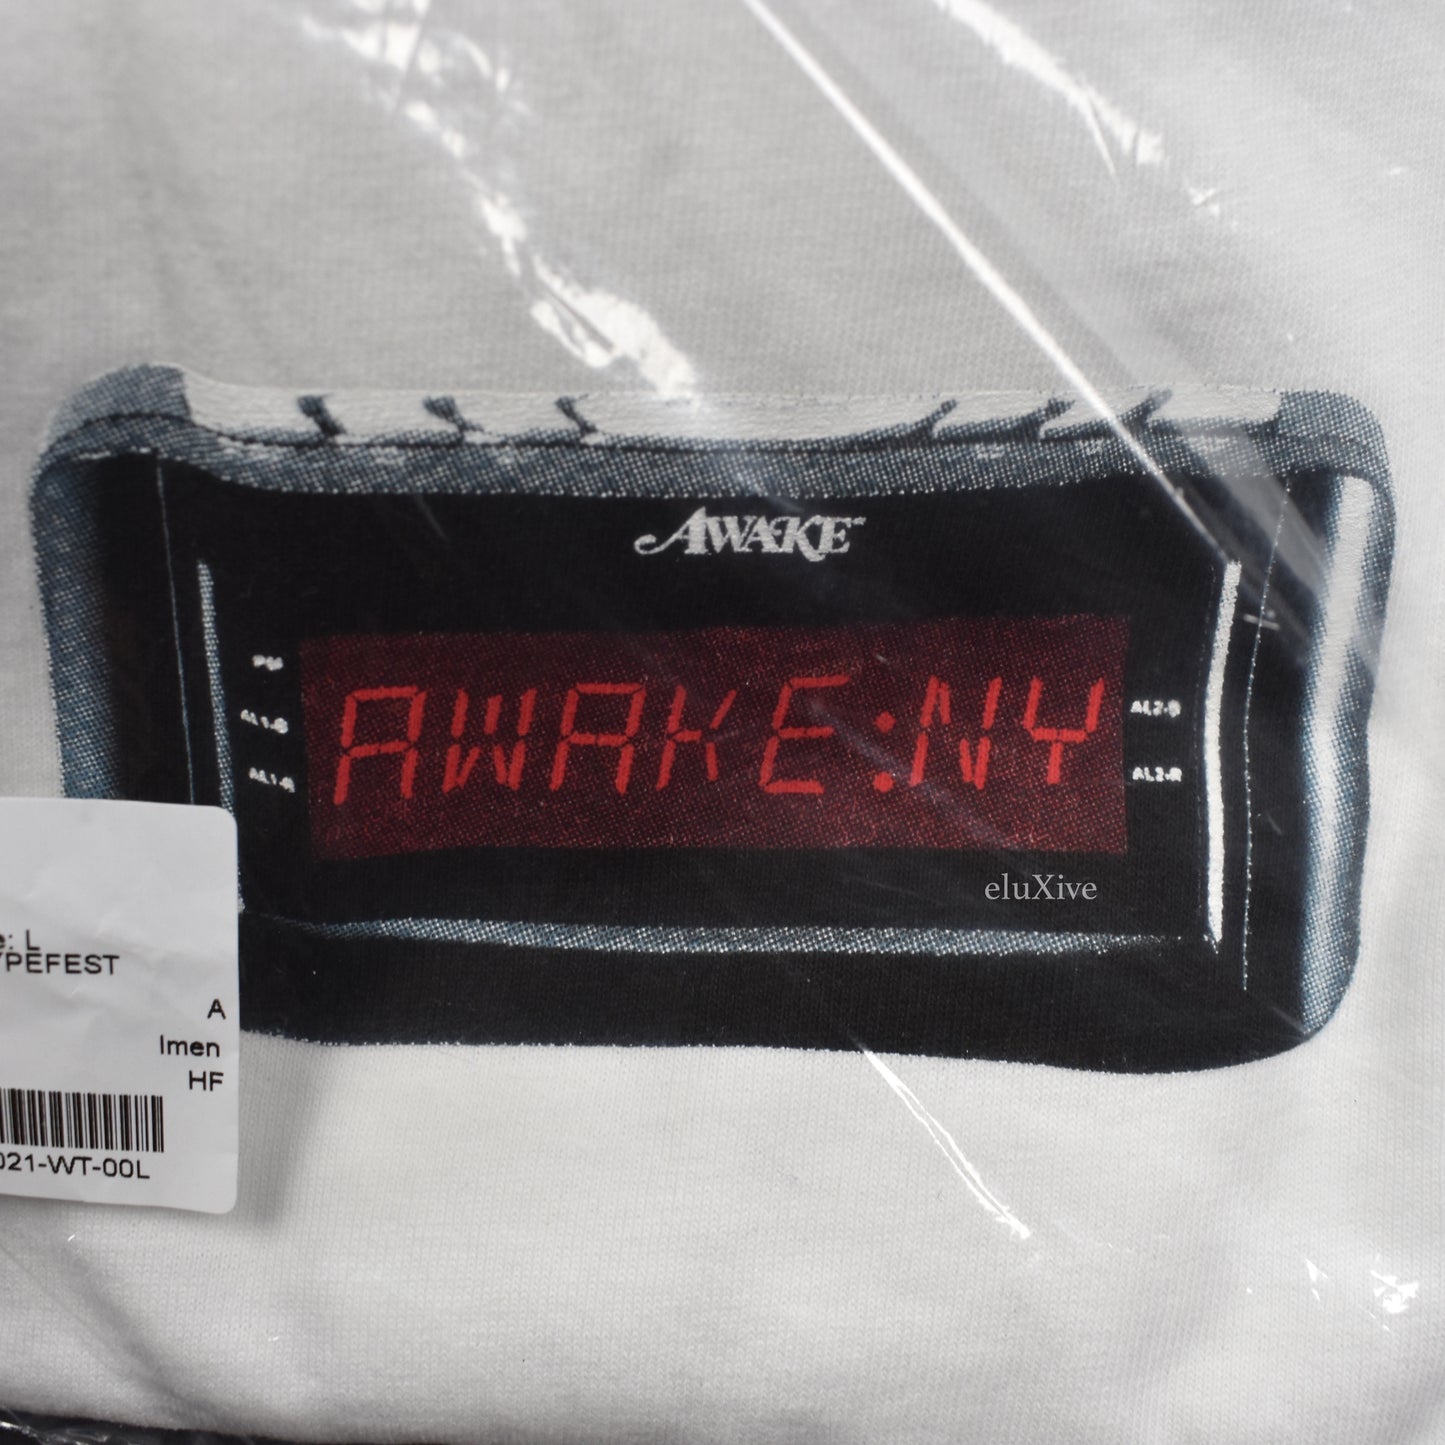 AWAKE
PM
AL1-B
AL1-R
AWAKE:NY
AL2-B
AL2-R
eluXive
e: L
YPEFEST
A
lmen
HF
021-WT-00L